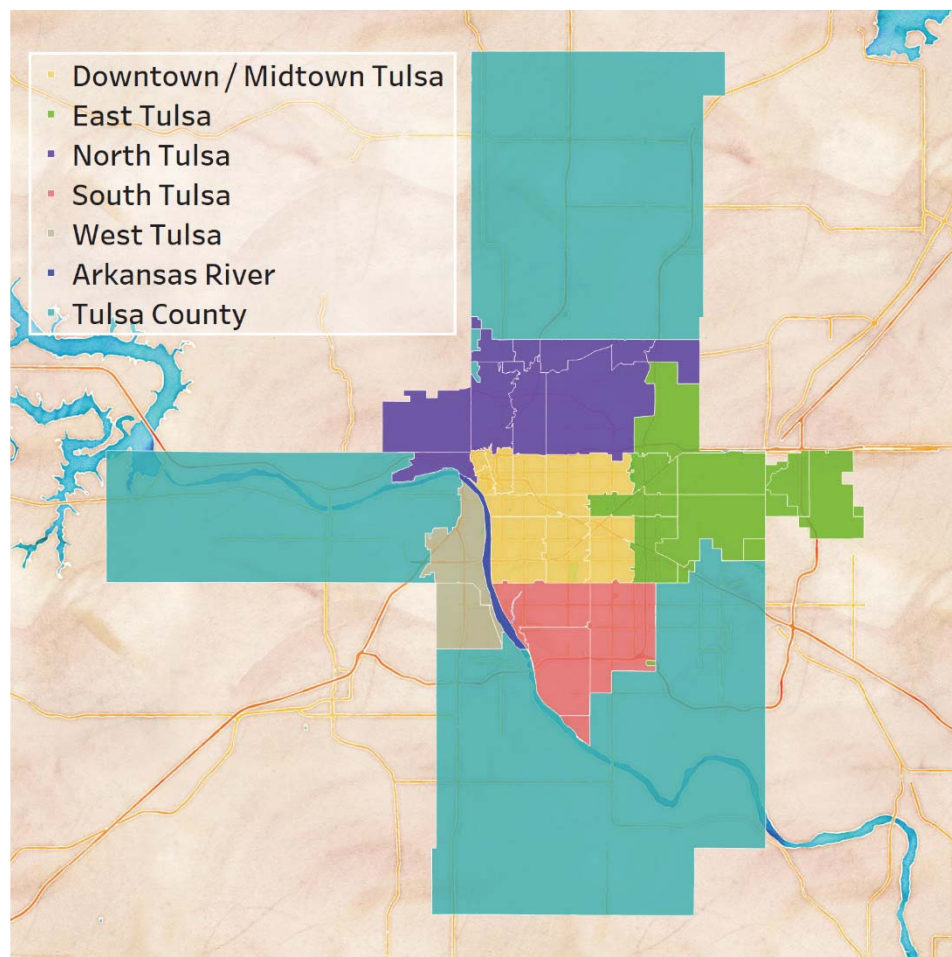 Downtown / Midtown Tulsa
East Tulsa
North Tulsa
South Tulsa
West Tulsa
Arkansas River
Tulsa County